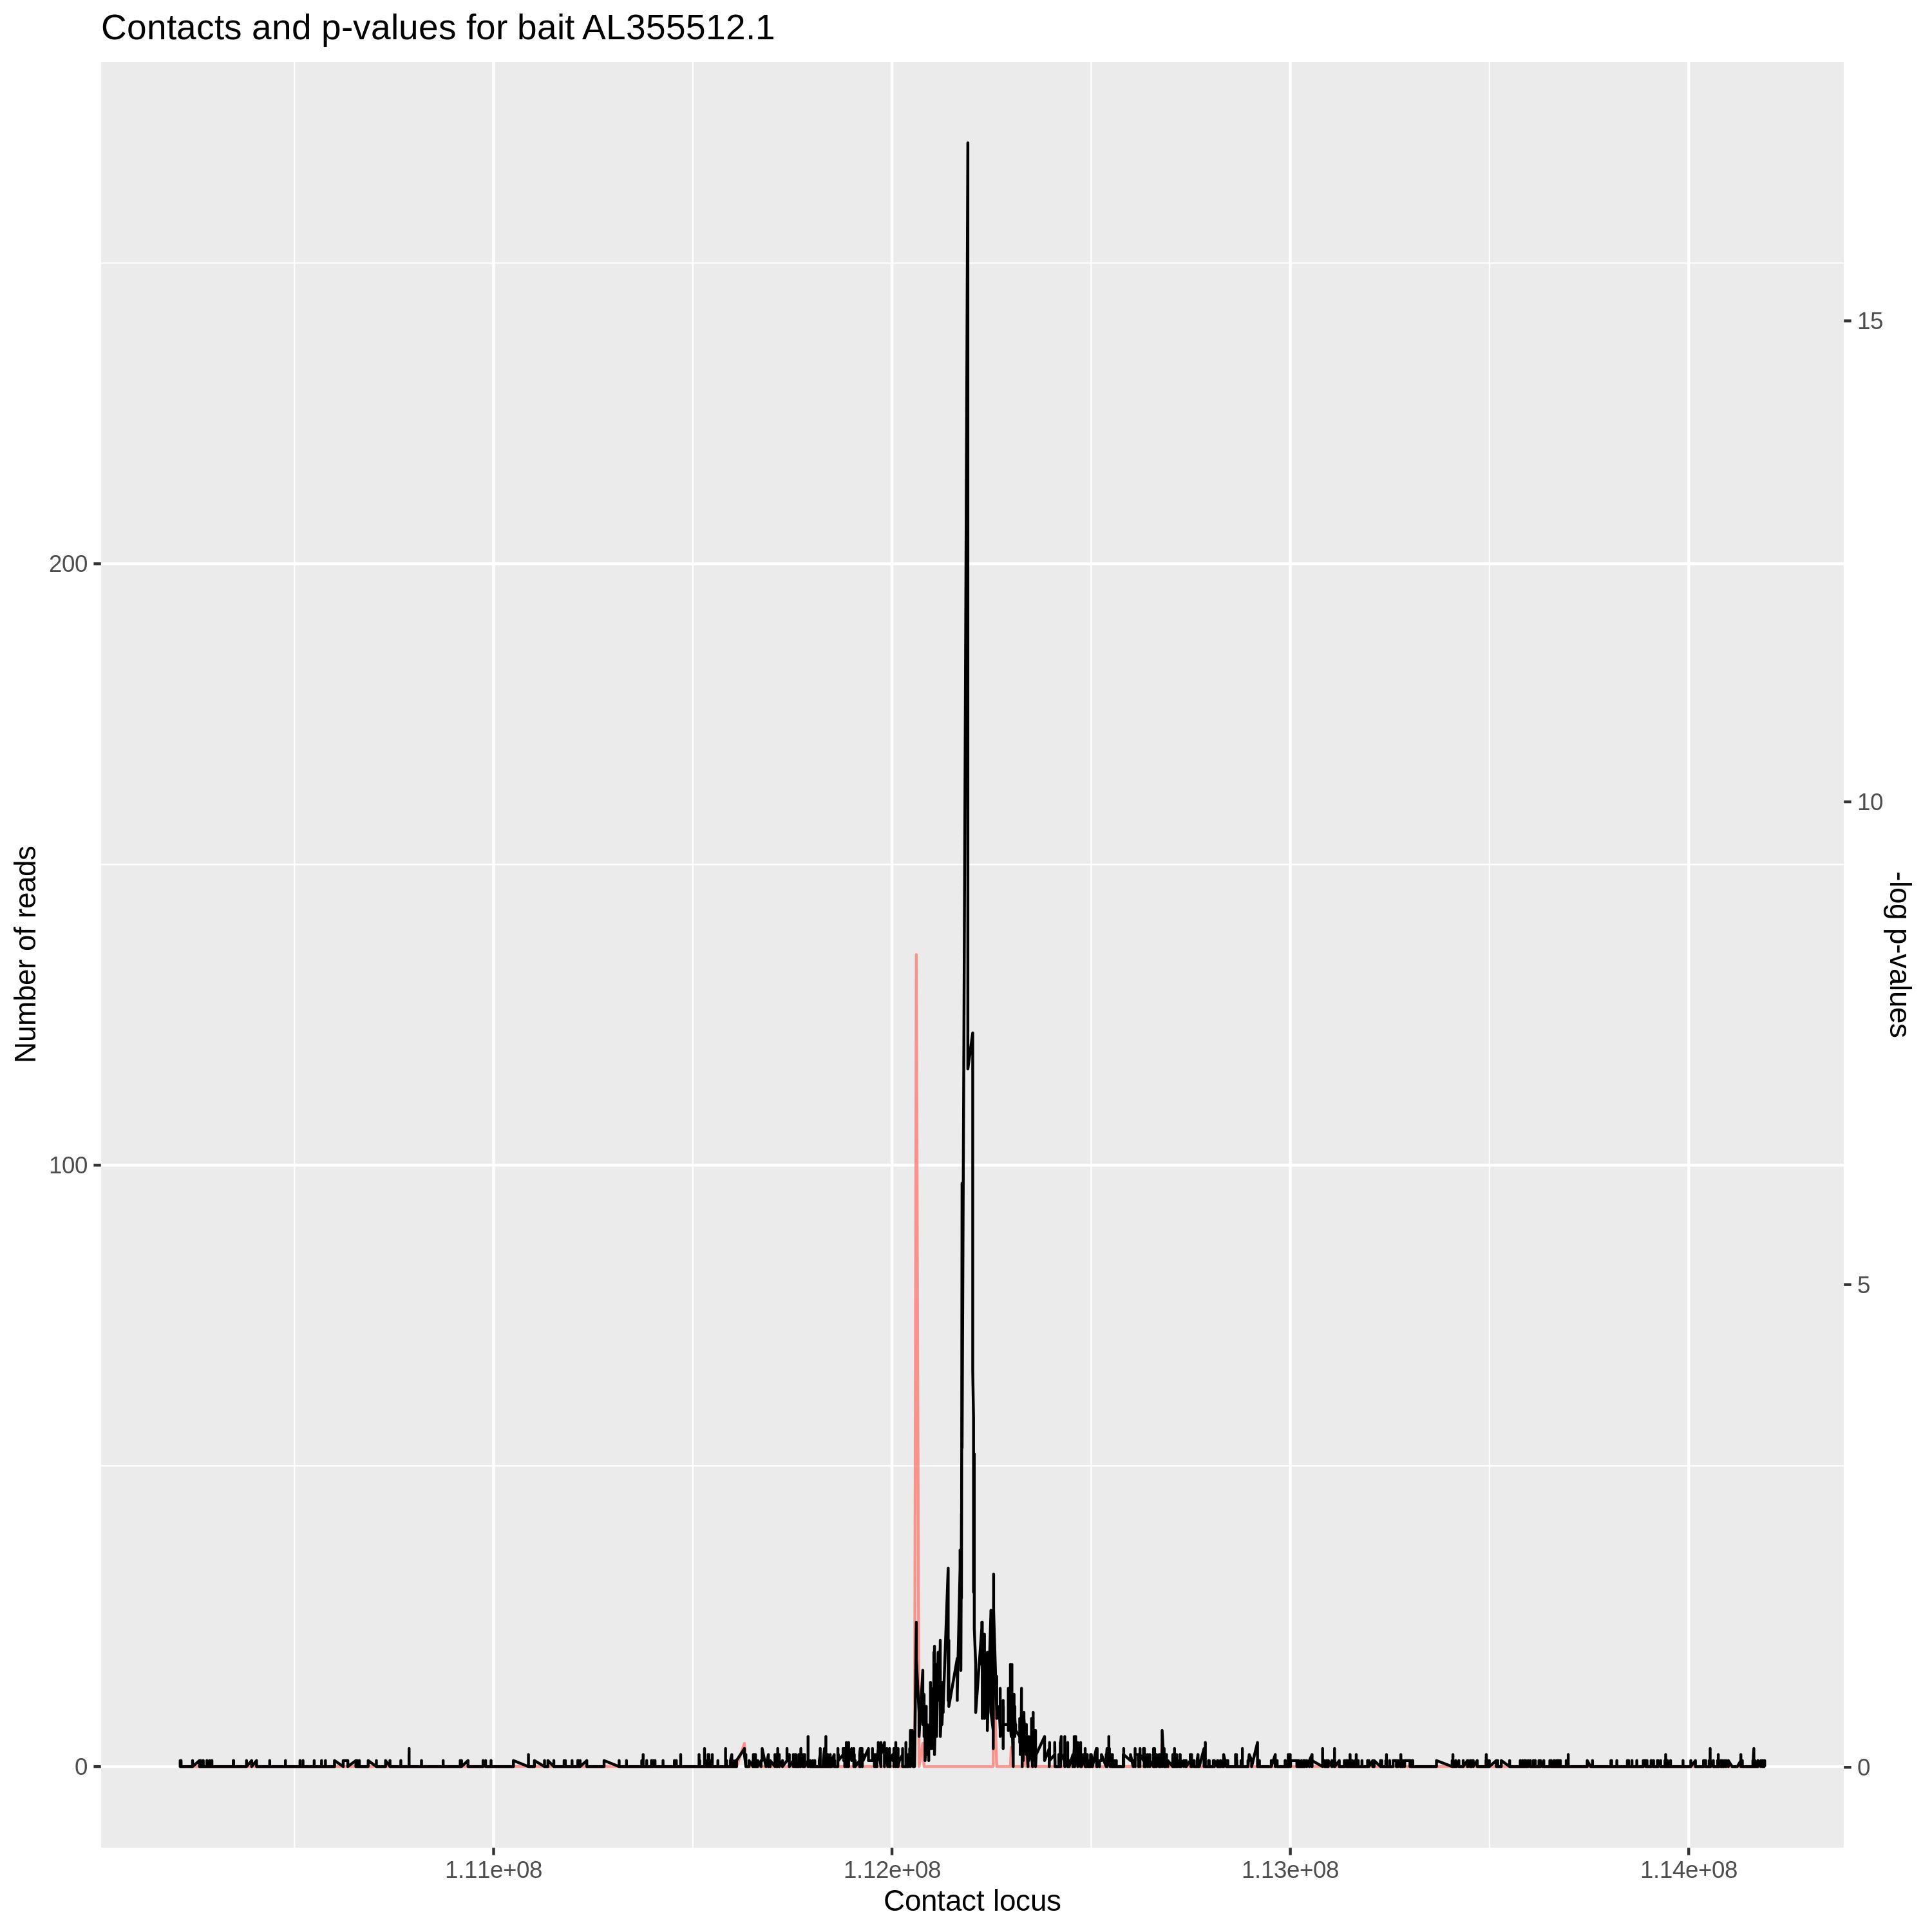 Contacts and p-values for bait AL355512.1
Number of reads
200
100
0
15
10
5
0
-log p-values
1.11e+08
1.12e+08
1.13e+08
1.14e+08
Contact locus